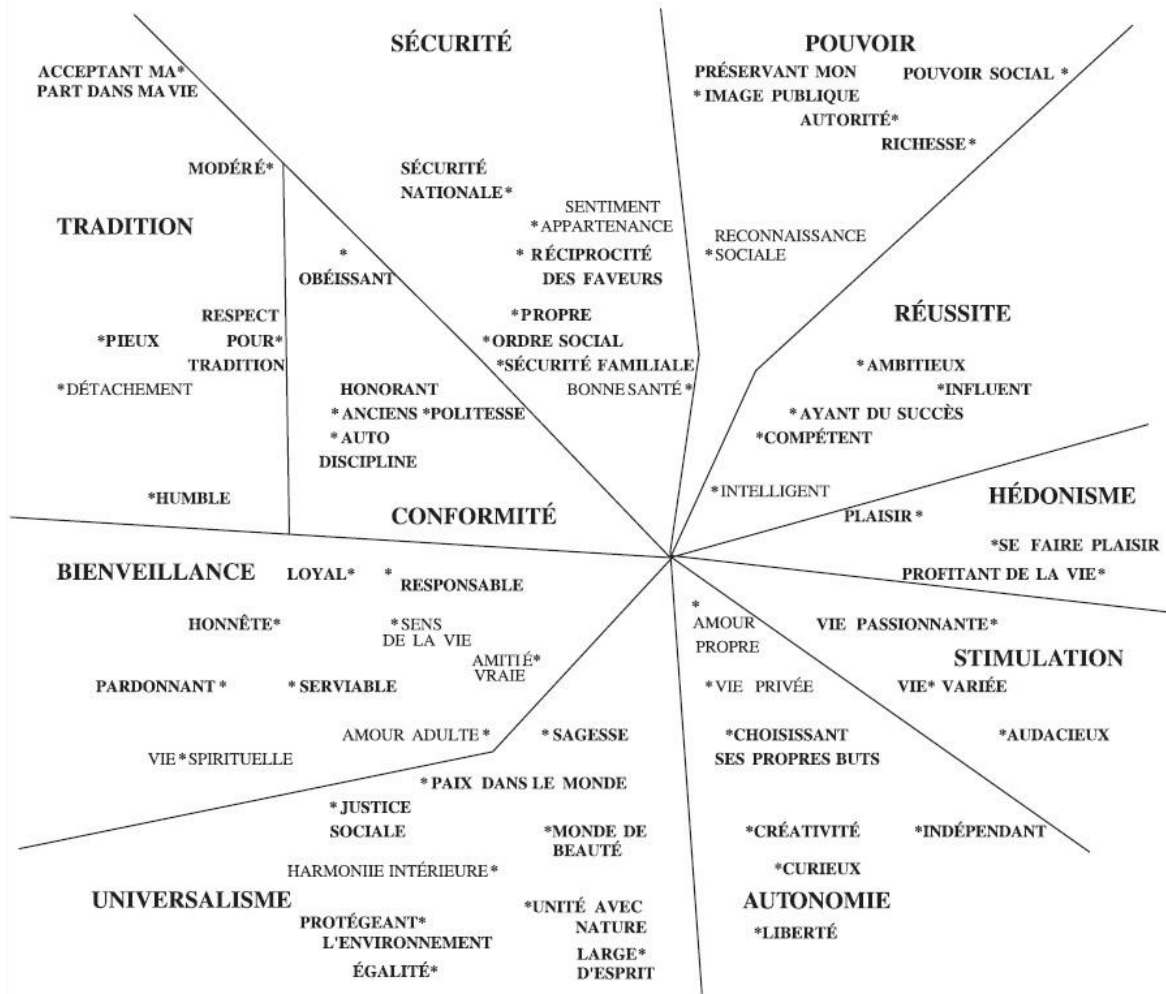 SÉCURITÉ
POUVOIR
ACCEPTANT MA*
PART DANS MA VIE
PRÉSERVANT MON
*IMAGE PUBLIQUE
POUVOIR SOCIAL *
AUTORITÉ*
RICHESSE*
MODÉRÉ*
SÉCURITÉ
NATIONALE*
SENTIMENT
*APPARTENANCE
TRADITION
RECONNAISSANCE
*SOCIALE
*
OBÉISSANT
* RÉCIPROCITÉ
DES FAVEURS
RESPECT
POUR*
TRADITION
*PIEUX
*DÉTACHEMENT
*PROPRE
*ORDRE SOCIAL
*SÉCURITÉ FAMILIALE
BONNE SANTÉ *
RÉUSSITE
*AMBITIEUX
*INFLUENT
*AYANT DU SUCCÈS
*COMPÉTENT
HONORANT
*ANCIENS *POLITESSE
*AUTO
DISCIPLINE
*HUMBLE
CONFORMITÉ
*INTELLIGENT
HÉDONISME
PLAISIR*
*SE FAIRE PLAISIR
PROFITANT DE LA VIE*
BIENVEILLANCE
LOYAL*
*
RESPONSABLE
HONNÊTE*
*SENS
DE LA VIE
AMITIÉ*
VRAIE
*
AMOUR
PROPRE
VIE PASSIONNANTE*
STIMULATION
PARDONNANT *
*SERVIABLE
*VIE PRIVÉE
VIE* VARIÉE
AMOUR ADULTE *
*SAGESSE
*CHOISISSANT
SES PROPRES BUTS
*AUDACIEUX
VIE*SPIRITUELLE
*PAIX DANS LE MONDE
*JUSTICE
SOCIALE
*MONDE DE
BEAUTÉ
*CRÉATIVITÉ
*INDÉPENDANT
HARMONIIE INTÉRIEURE*
*CURIEUX
UNIVERSALISME
AUTONOMIE
PROTÉGEANT*
L'ENVIRONNEMENT
*UNITÉ AVEC
NATURE
*LIBERTÉ
ÉGALITÉ*
LARGE*
D'ESPRIT